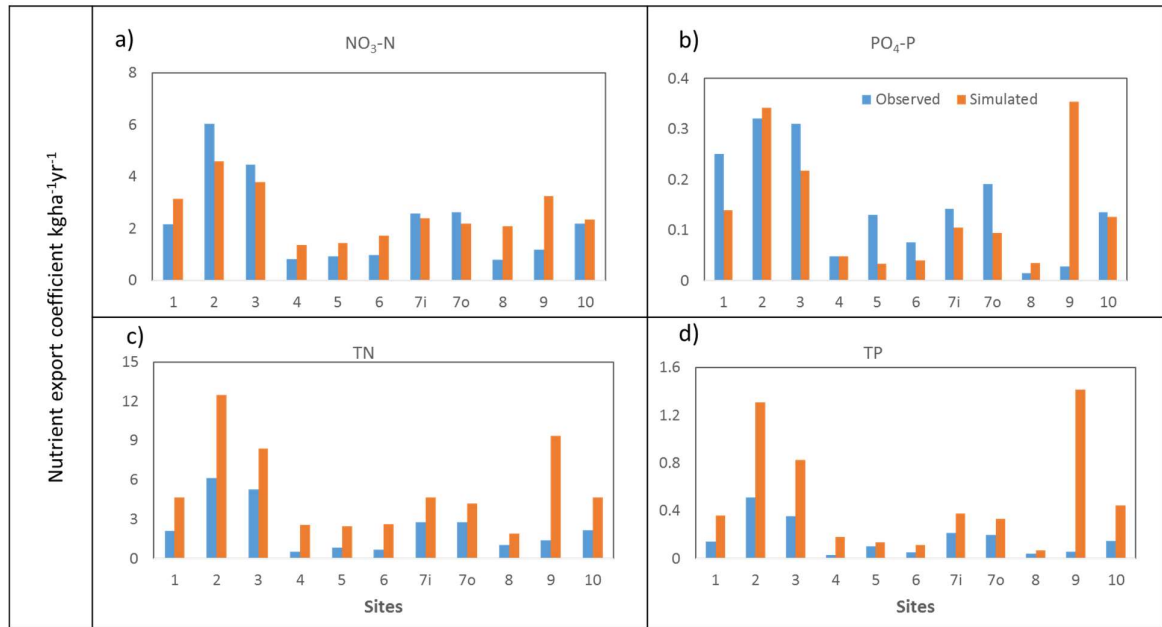 Nutrient export coefficient kgha⁻¹yr⁻¹
a)
NO₃-N
8
6
4
2
0
1 2 3 4 5 6 7i 7o 8 9 10
b)
PO₄-P
Observed Simulated
0.4
0.3
0.2
0.1
0
1 2 3 4 5 6 7i 7o 8 9 10
c)
TN
15
12
9
6
3
0
1 2 3 4 5 6 7i 7o 8 9 10
Sites
d)
TP
1.6
1.2
0.8
0.4
0
1 2 3 4 5 6 7i 7o 8 9 10
Sites